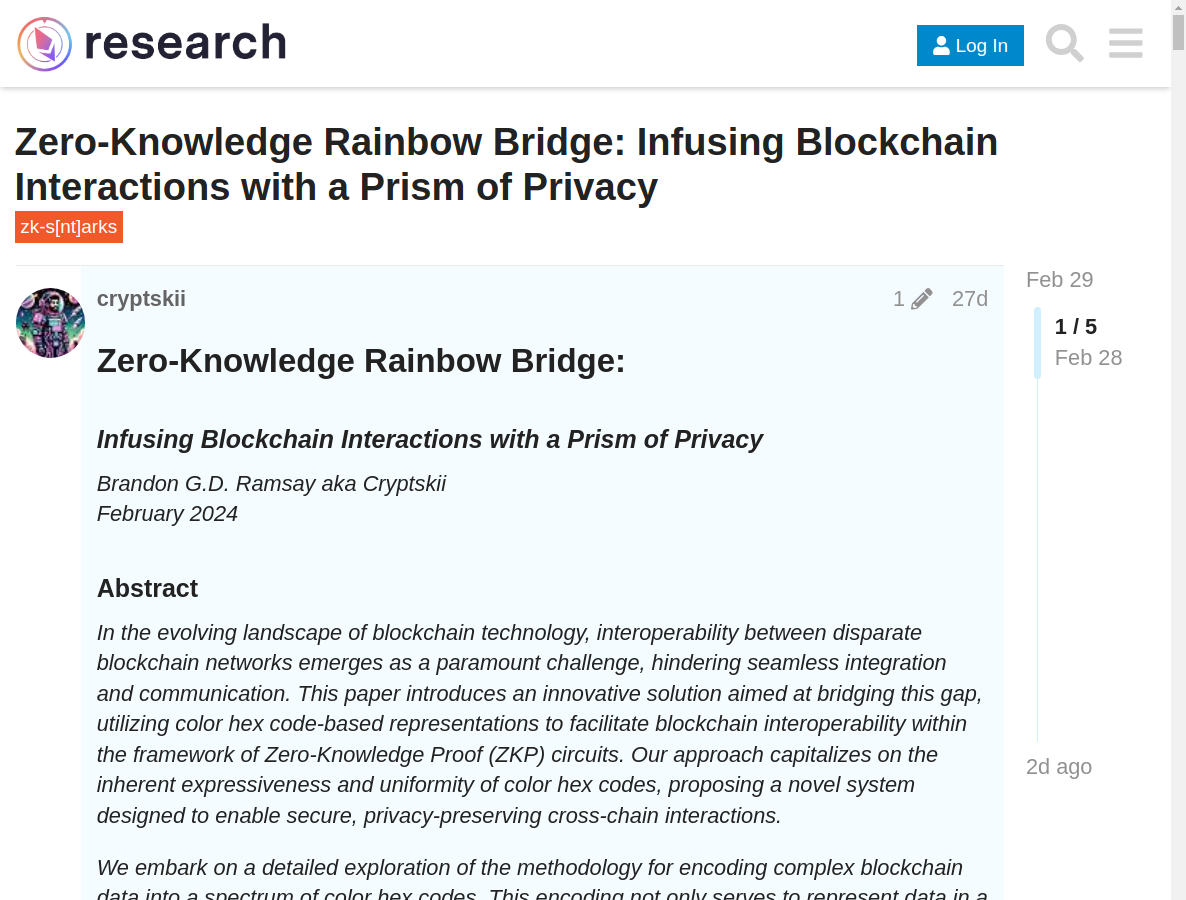 research
Log In
Zero-Knowledge Rainbow Bridge: Infusing Blockchain
Interactions with a Prism of Privacy
zk-s[nt]arks
cryptskii
1
27d
Feb 29
1 / 5
Feb 28
Zero-Knowledge Rainbow Bridge:
Infusing Blockchain Interactions with a Prism of Privacy
Brandon G.D. Ramsay aka Cryptskii
February 2024
Abstract
In the evolving landscape of blockchain technology, interoperability between disparate
blockchain networks emerges as a paramount challenge, hindering seamless integration
and communication. This paper introduces an innovative solution aimed at bridging this gap,
utilizing color hex code-based representations to facilitate blockchain interoperability within
the framework of Zero-Knowledge Proof (ZKP) circuits. Our approach capitalizes on the
inherent expressiveness and uniformity of color hex codes, proposing a novel system
designed to enable secure, privacy-preserving cross-chain interactions.
2d ago
We embark on a detailed exploration of the methodology for encoding complex blockchain
data into a spectrum of color hex codes. This encoding not only serves to represent data in a